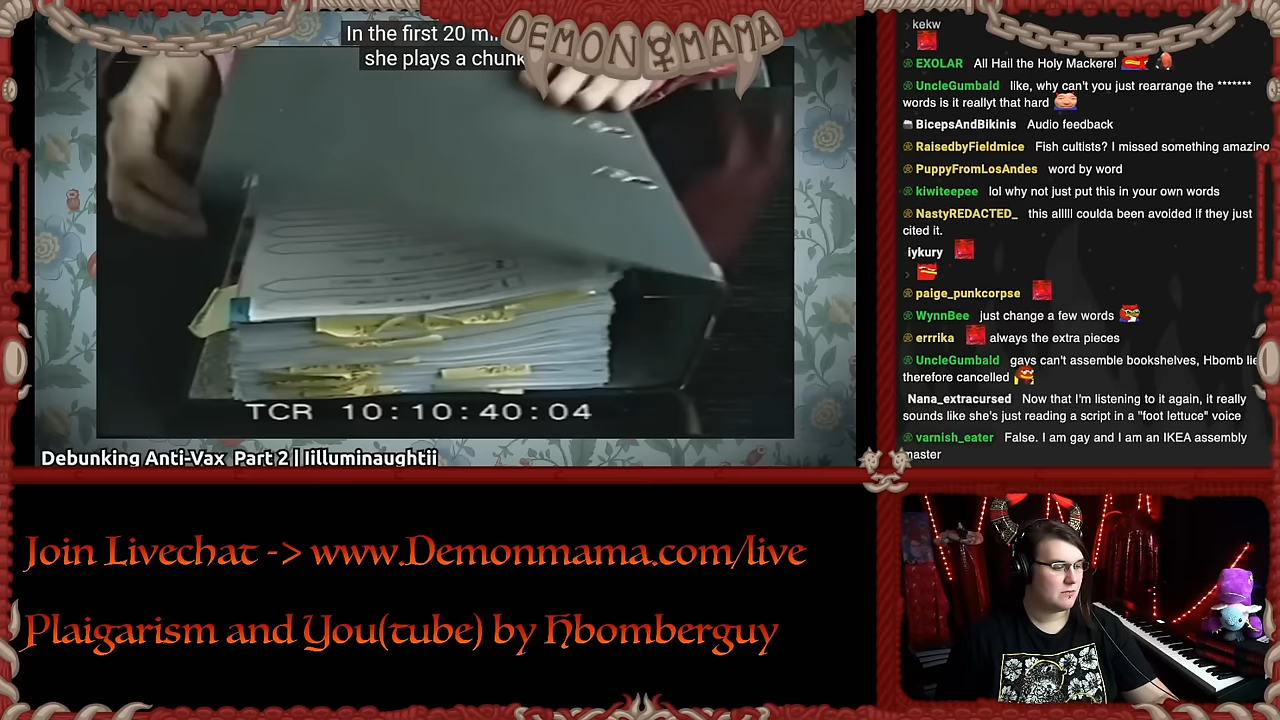 In the first 20 mi
she plays a chunk
DEMON MAMA
TCR 10:10:40:04
Debunking Anti-Vax Part 2 | Iilluminaughtii
kekw
EXOLAR All Hail the Holy Mackerel
UncleGumbald like, why can't you just rearrange the *******
words is it reallyt that hard
BicepsAndBikinis Audio feedback
RaisedbyFieldmice Fish cultists? I missed something amazing
PuppyFromLosAndes word by word
kiwiteepee lol why not just put this in your own words
NastyREDACTED_ this alllll coulda been avoided if they just
cited it.
iykury
paige_punkcorpse
WynnBee just change a few words
errrika always the extra pieces
UncleGumbald gays can't assemble bookshelves, Hbomb lie
therefore cancelled
Nana_extracursed Now that I'm listening to it again, it really
sounds like she's just reading a script in a "foot lettuce" voice
varnish_eater False. I am gay and I am an IKEA assembly
master
Join Livechat -> www.Demonmama.com/live
Plaigarism and You(tube) by Hbomberguy